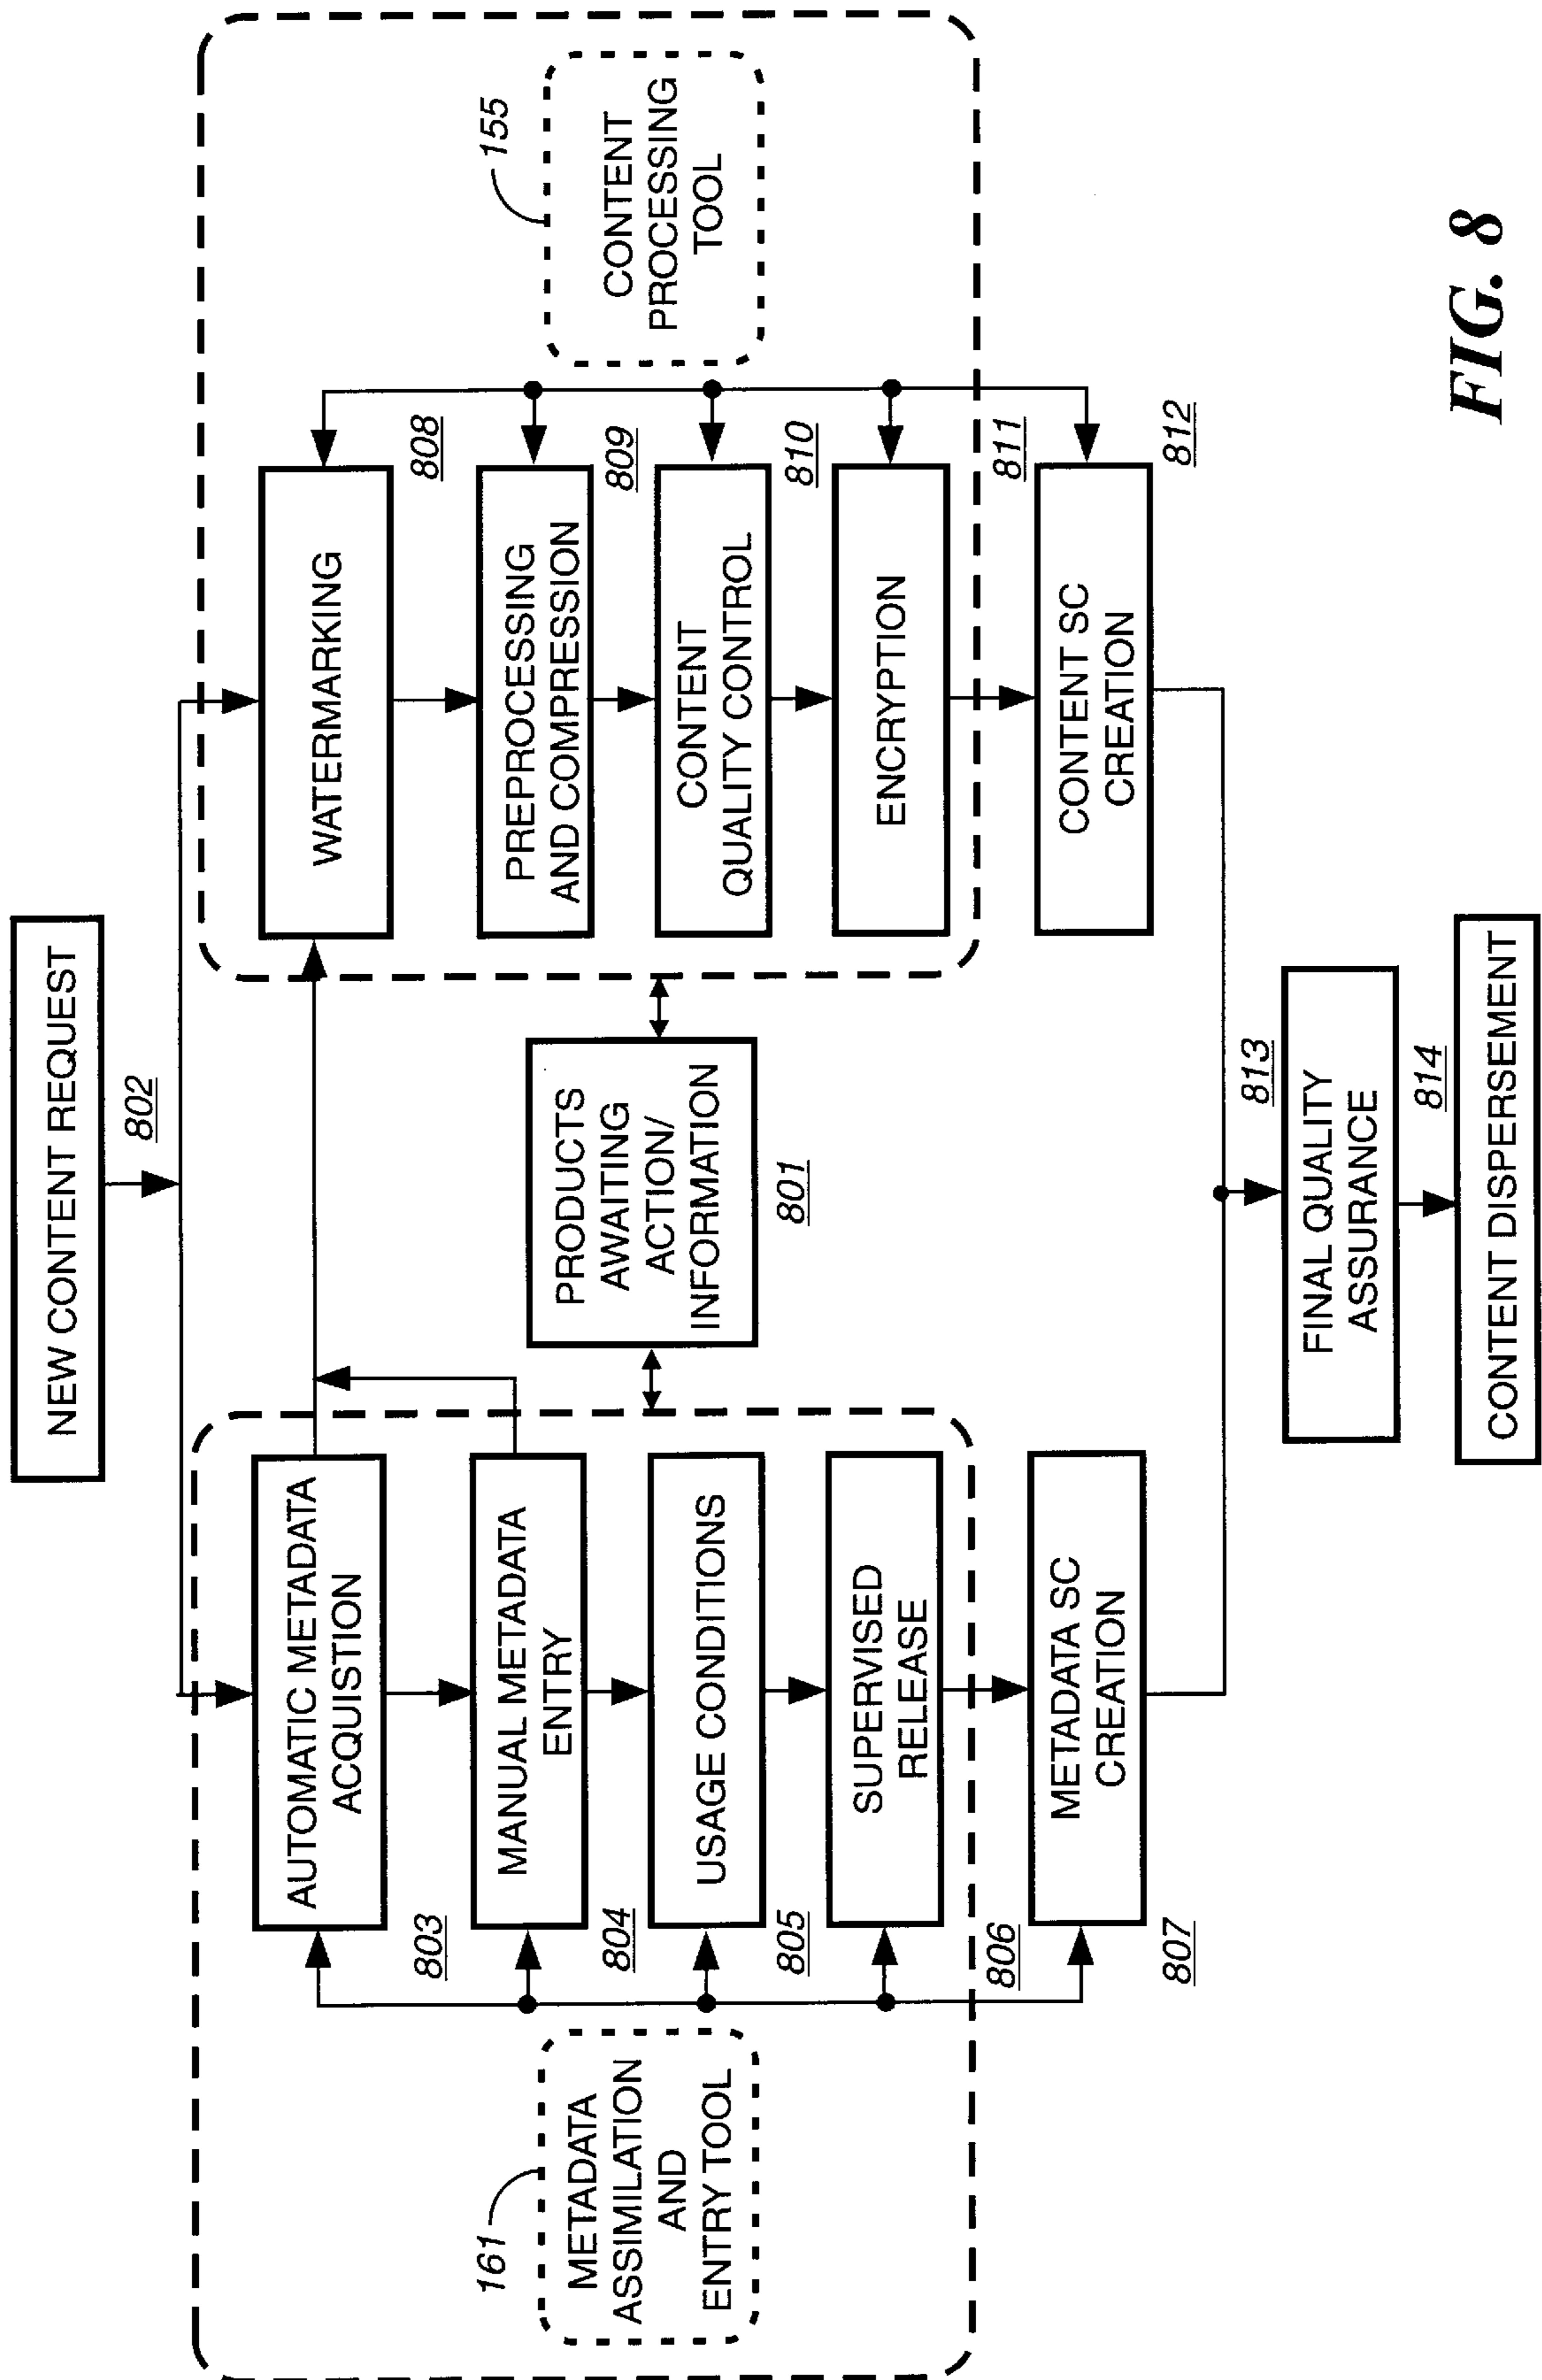 NEW CONTENT REQUEST
802
AUTOMATIC METADATA
ACQUISTION
803
MANUAL METADATA
ENTRY
804
USAGE CONDITIONS
805
SUPERVISED
RELEASE
806
METADATA SC
CREATION
807
161
METADATA
ASSIMILATION
AND
ENTRY TOOL
PRODUCTS
AWAITING
ACTION/
INFORMATION
801
WATERMARKING
808
PREPROCESSING
AND COMPRESSION
809
CONTENT
QUALITY CONTROL
810
ENCRYPTION
811
CONTENT SC
CREATION
812
155
CONTENT
PROCESSING
TOOL
FINAL QUALITY
ASSURANCE
813
CONTENT DISPERSEMENT
814
FIG. 8